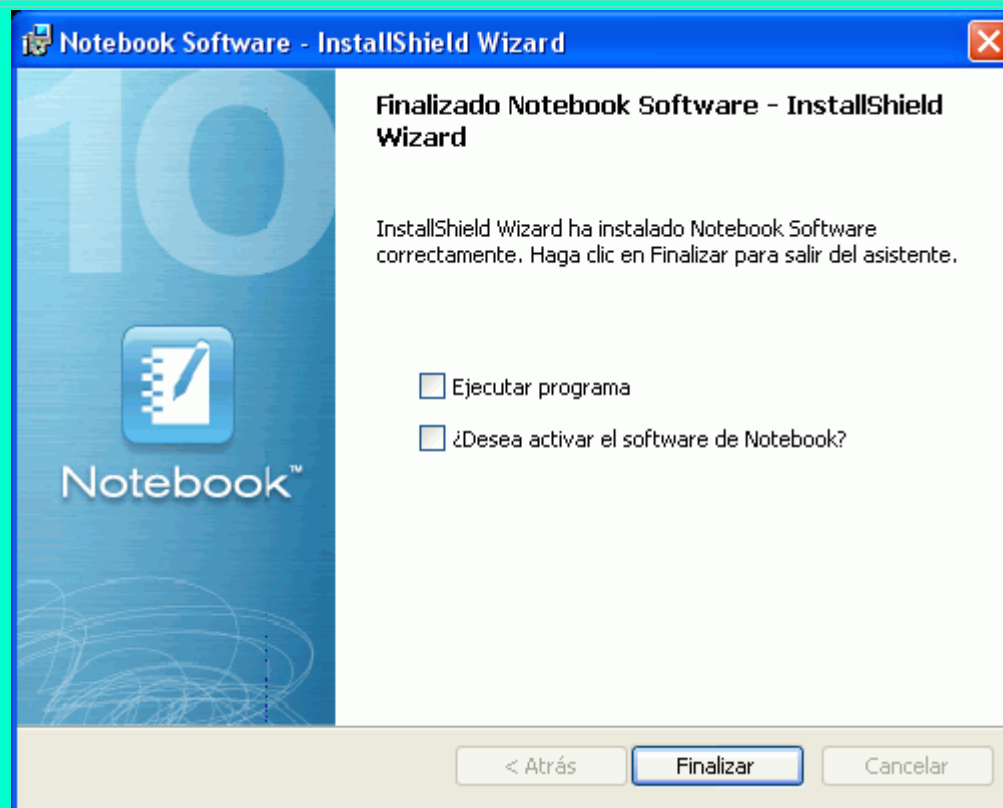 Notebook Software - InstallShield Wizard
10
Finalizado Notebook Software - InstallShield
Wizard
InstallShield Wizard ha instalado Notebook Software
correctamente. Haga clic en Finalizar para salir del asistente.
Ejecutar programa
¿Desea activar el software de Notebook?
Notebook™
< Atrás
Finalizar
Cancelar